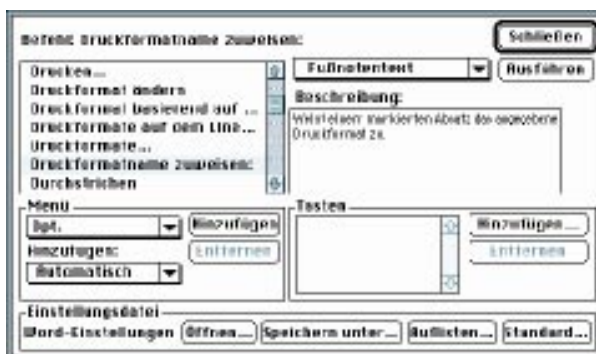 Befehl: Druckformatname zuweisen:
Schließen
Drucken...
Druckformat ändern
Druckformat basierend auf ...
Druckformate auf dem Line...
Druckformate...
Druckformatname zuweisen:
Durchstrichen
Fußnotentext
Ausführen
Beschreibung:
Weist einem markierten Absatz das angegebene
Druckformat zu.
Menü
Opt.
Hinzufügen
Hinzufügen:
Entfernen
Automatisch
Tasten
Hinzufügen...
Entfernen
Einstellungsdatei
Word-Einstellungen
Öffnen...
Speichern unter...
Auflisten...
Standard...